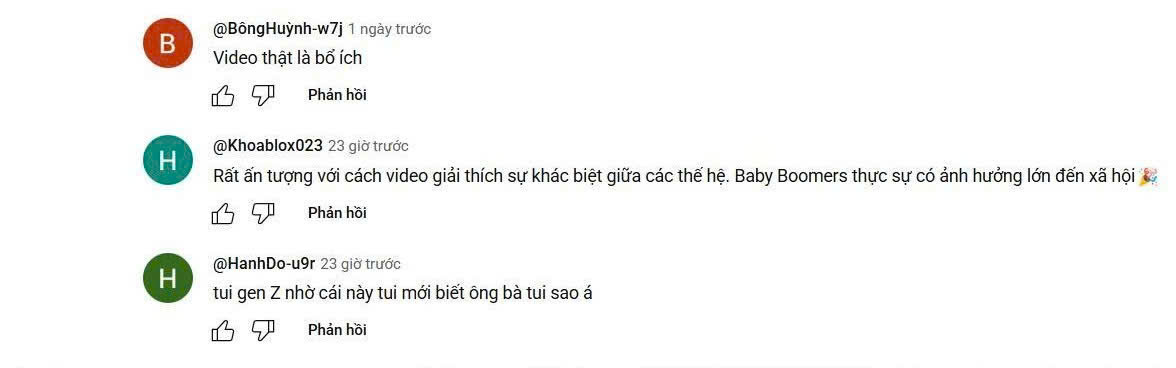 B
@BôngHuỳnh-w7j 1 ngày trước
Video thật là bổ ích
Phản hồi
H
@Khoablox023 23 giờ trước
Rất ấn tượng với cách video giải thích sự khác biệt giữa các thế hệ. Baby Boomers thực sự có ảnh hưởng lớn đến xã hội🎉
Phản hồi
H
@HanhDo-u9r 23 giờ trước
tui gen Z nhờ cái này tui mới biết ông bà tui sao á
Phản hồi